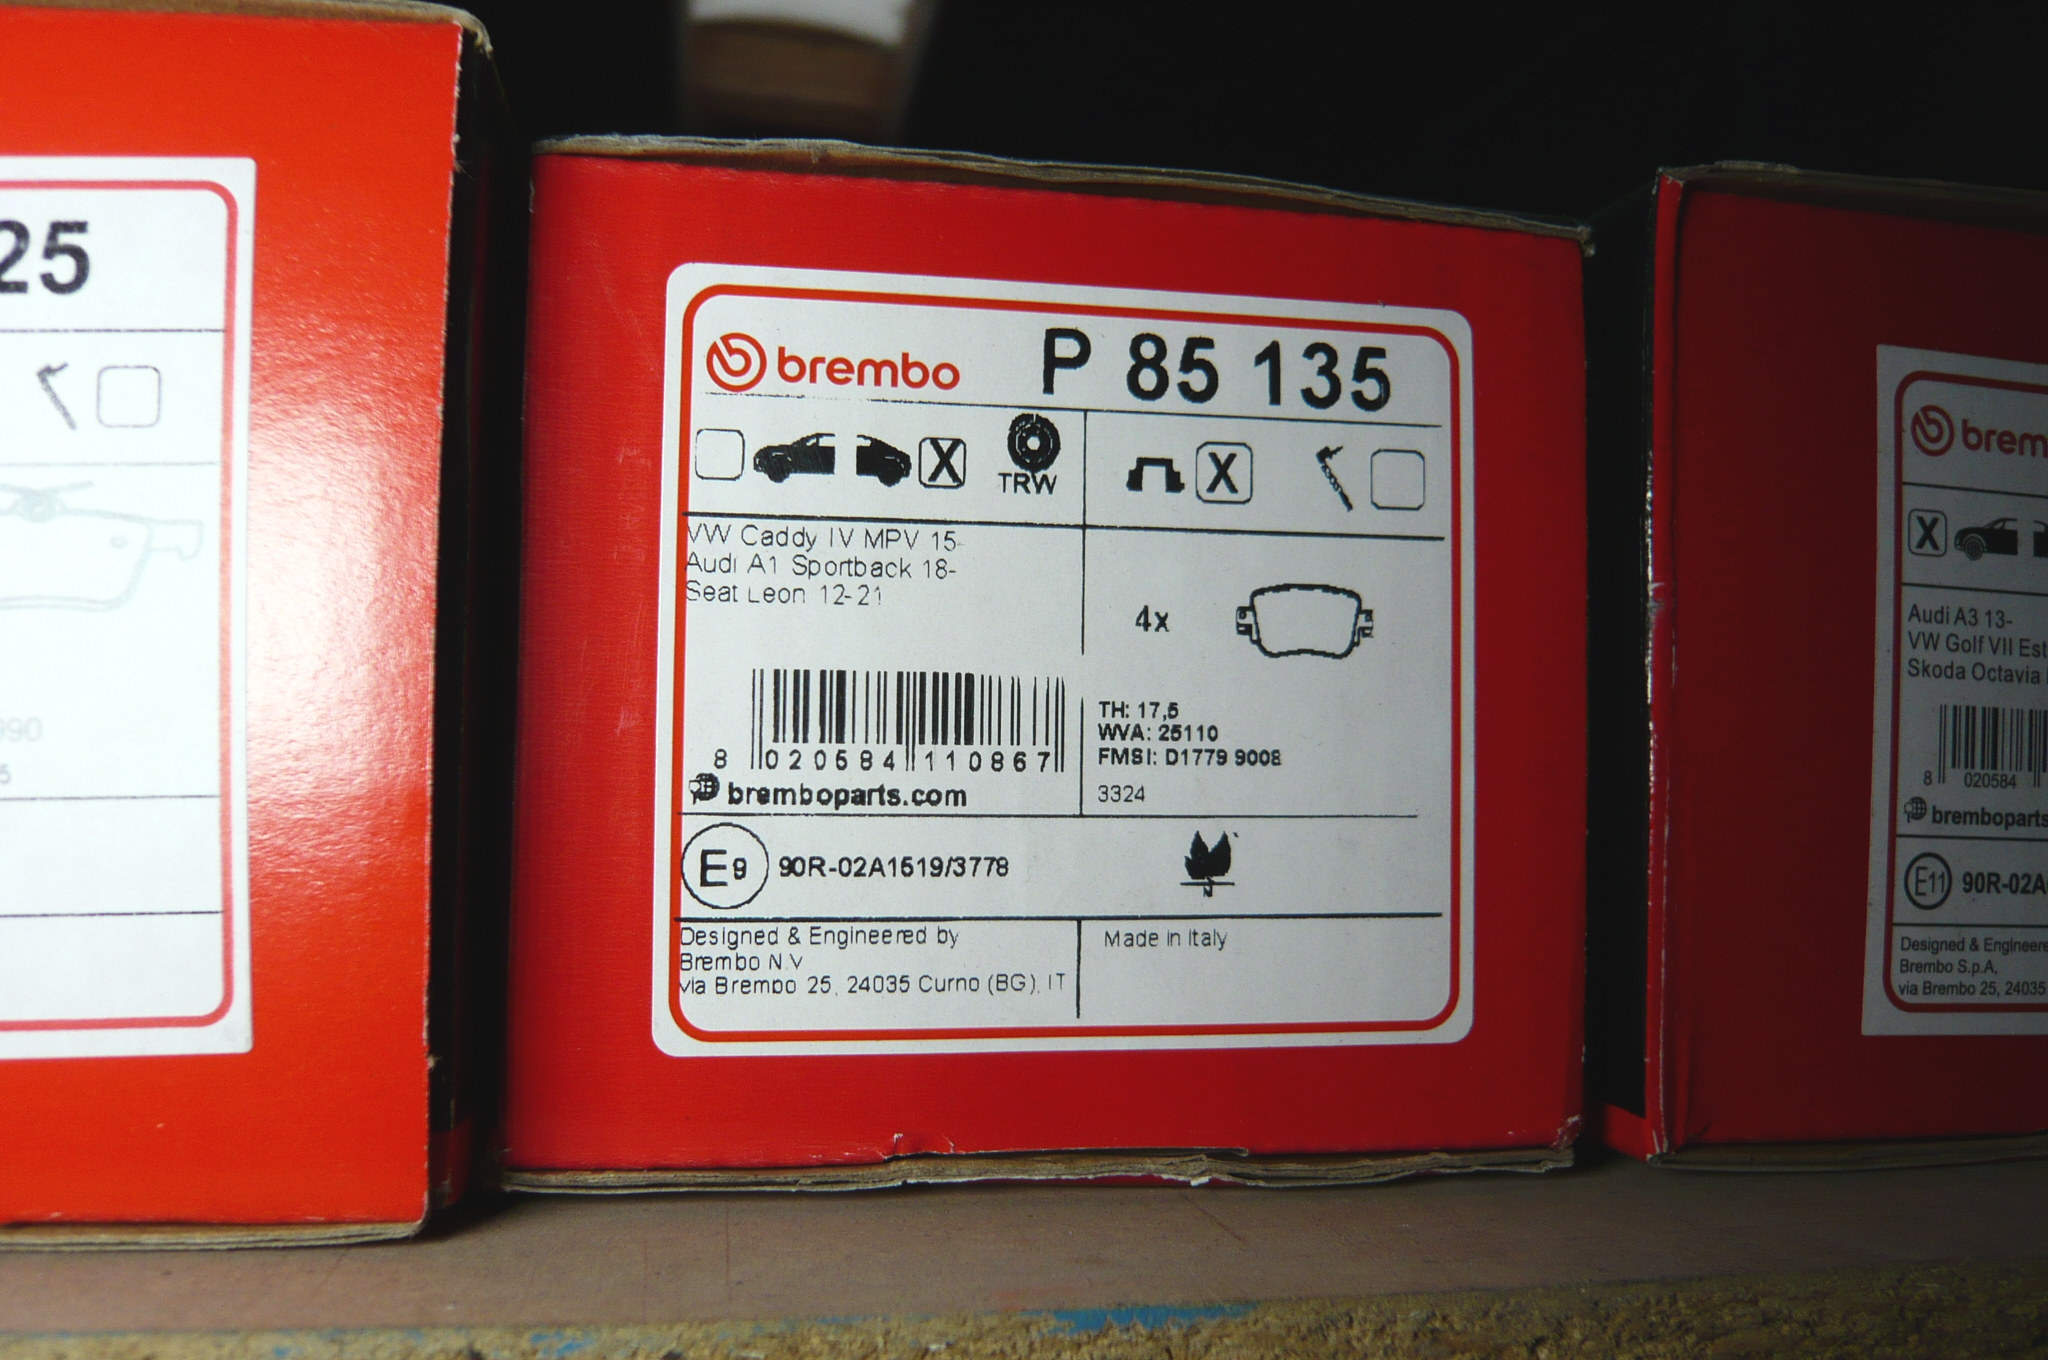 25
990
5
brembo P 85 135
X TRW X
VW Caddy IV MPV 15-
Audi A1 Sportback 18-
Seat Leon 12-21
4x
TH: 17,5
WVA: 25110
FMSI: D1779 9008
3324
8 020584 110867
bremboparts.com
E9 90R-02A1519/3778
Designed & Engineered by
Brembo N.V
via Brembo 25, 24035 Curno (BG), IT
Made in Italy
brem
X
Audi A3 13-
VW Golf VII Est
Skoda Octavia
8 020584
bremboparts
E11 90R-02A
Designed & Engineere
Brembo S.p.A,
via Brembo 25, 24035